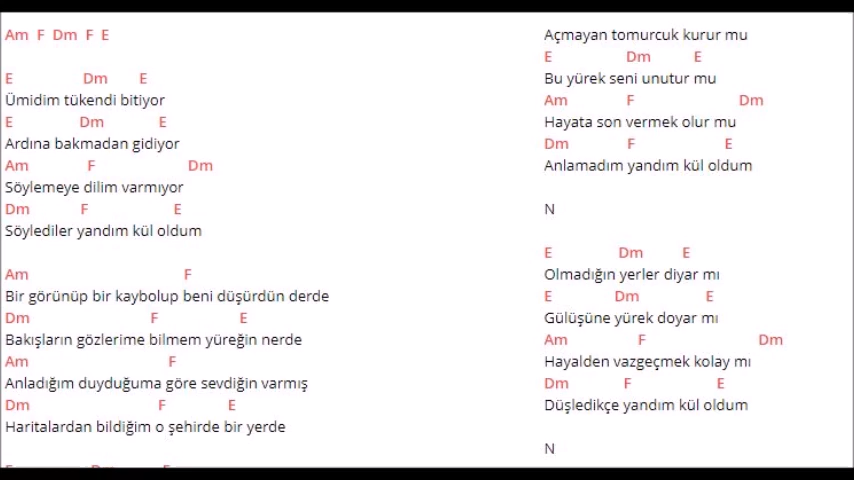 Am F Dm F E
E Dm E
Ümidim tükendi bitiyor
E Dm E
Ardına bakmadan gidiyor
Am F Dm
Söylemeye dilim varmıyor
Dm F E
Söylediler yandım kül oldum
Am F
Bir görünüp bir kaybolup beni düşürdün derde
Dm F E
Bakışların gözlerime bilmem yüreğin nerde
Am F
Anladığım duyduğuma göre sevdiğin varmış
Dm F E
Haritalardan bildiğim o şehirde bir yerde
E Dm E
Açmayan tomurcuk kurur mu
E Dm E
Bu yürek seni unutur mu
Am F Dm
Hayata son vermek olur mu
Dm F E
Anlamadım yandım kül oldum
N
E Dm E
Olmadığın yerler diyar mı
E Dm E
Gülüşüne yürek doyar mı
Am F Dm
Hayalden vazgeçmek kolay mı
Dm F E
Düşledikçe yandım kül oldum
N